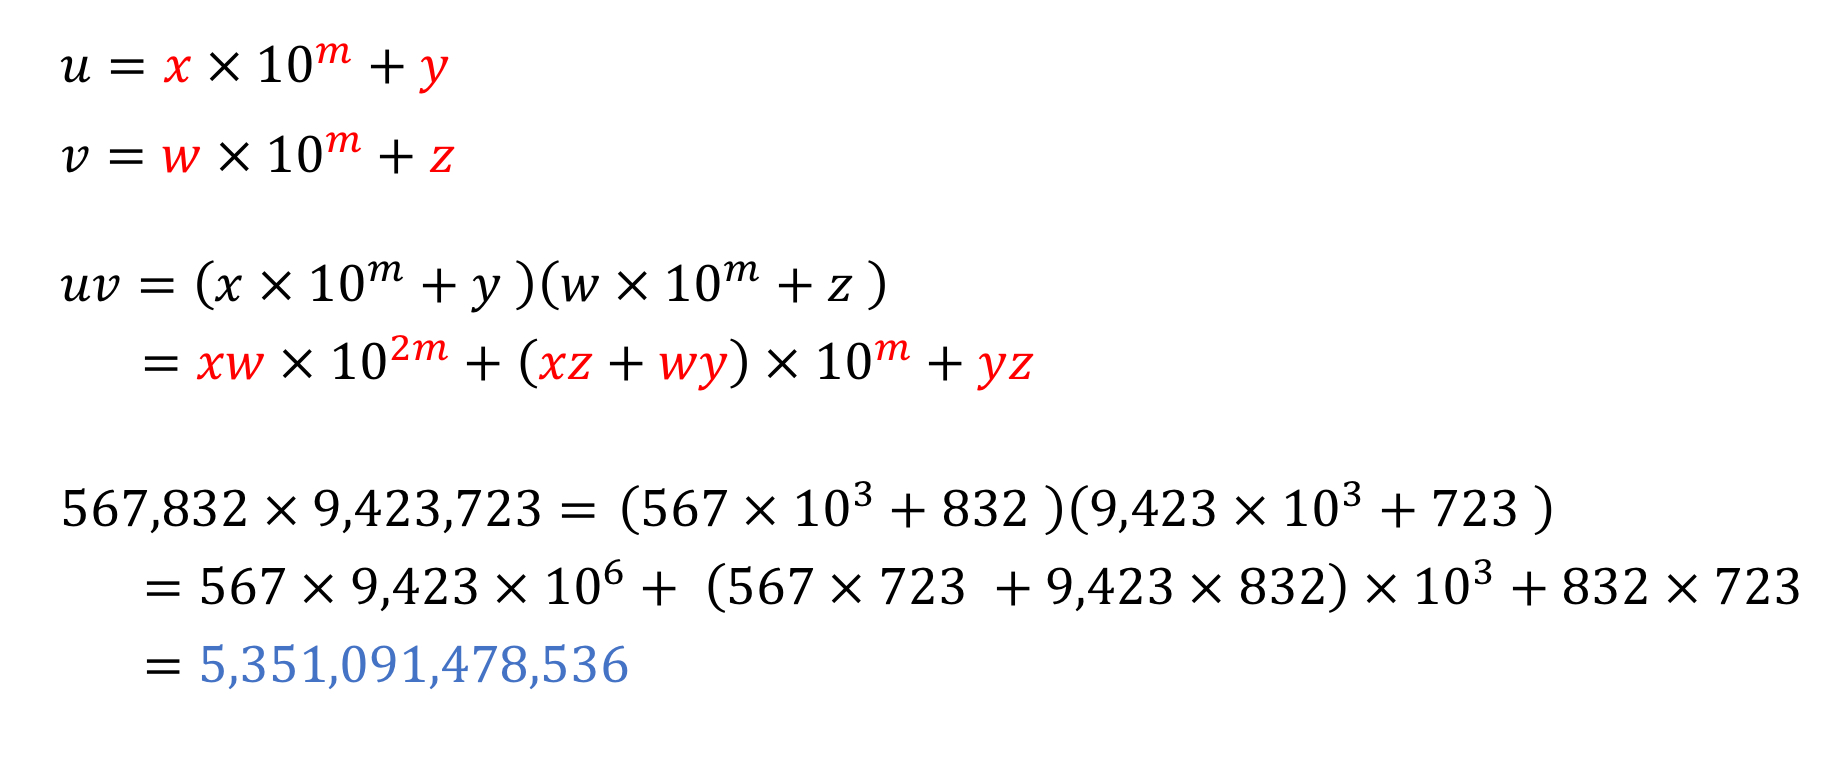 u = x × 10^m + y
v = w × 10^m + z
uv = (x × 10^m + y )(w × 10^m + z )
= xw × 10^2m + (xz + wy) × 10^m + yz
567,832 × 9,423,723 = (567 × 10^3 + 832 )(9,423 × 10^3 + 723 )
= 567 × 9,423 × 10^6 + (567 × 723 + 9,423 × 832) × 10^3 + 832 × 723
= 5,351,091,478,536